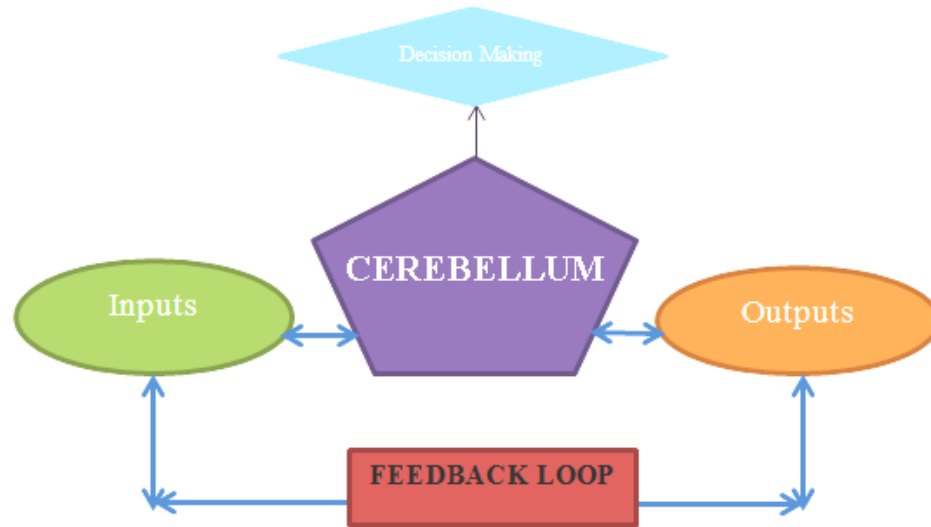 Decision Making
CEREBELLUM
Inputs
Outputs
FEEDBACK LOOP